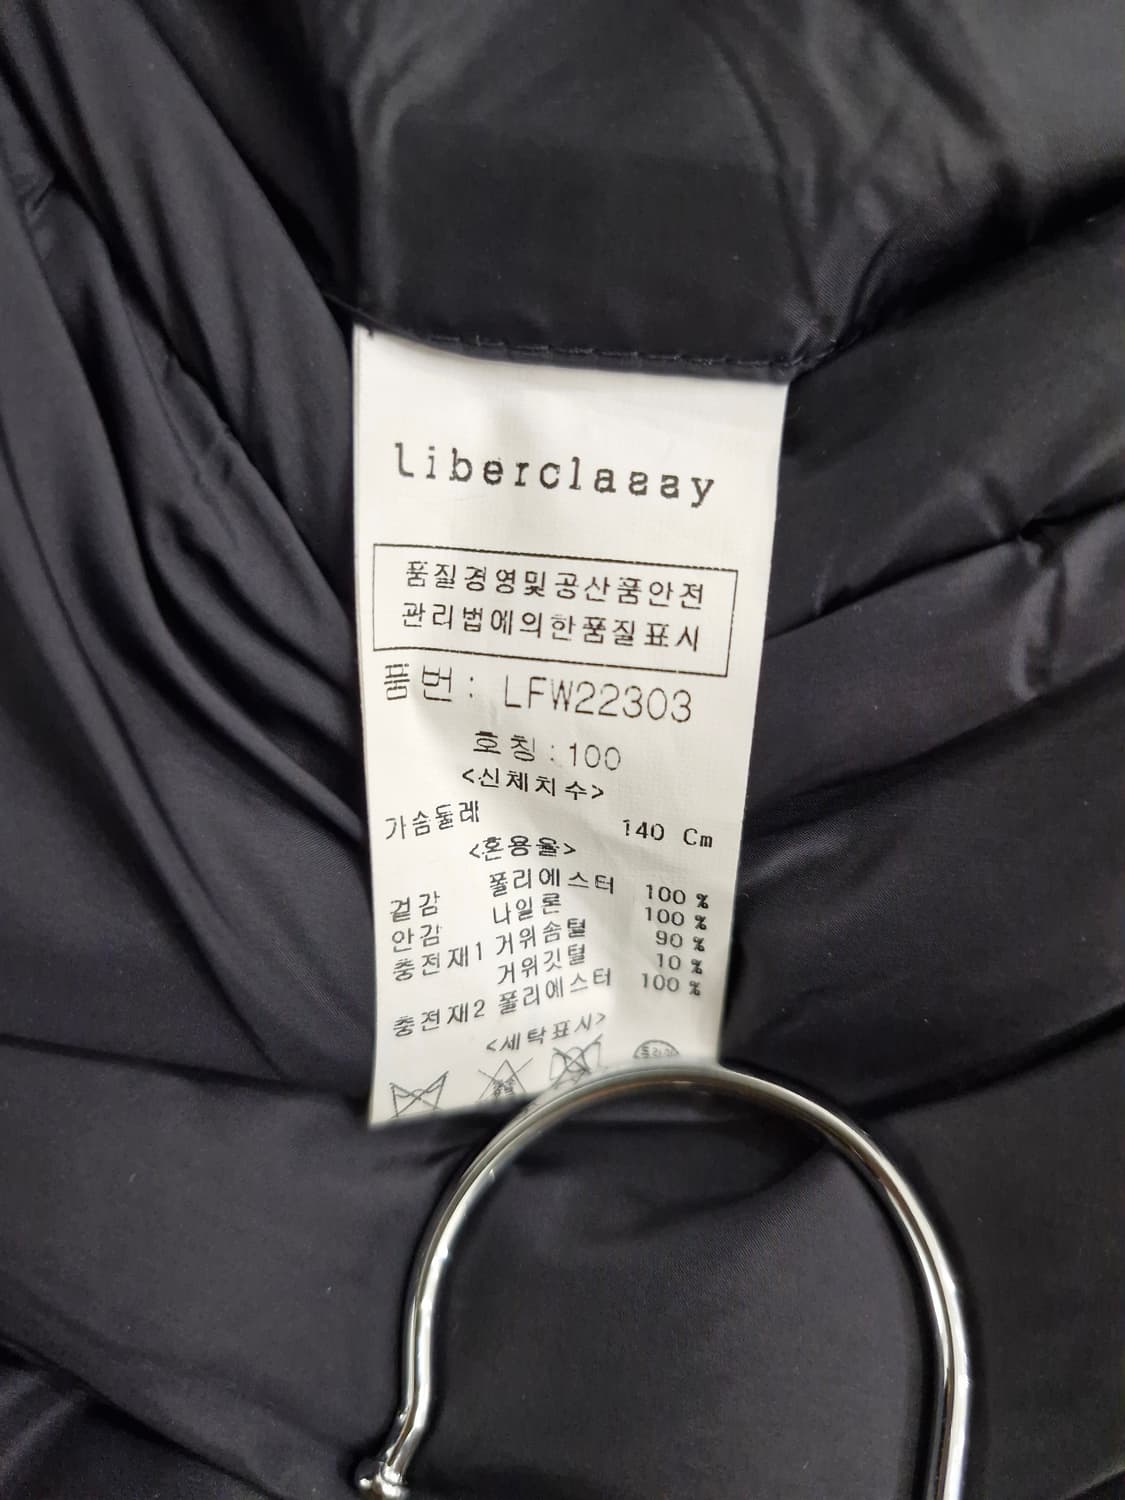 liberclassy
품질경영및공산품안전
관리법에의한품질표시
품번: LFW22303
호칭:100
<신체치수>
가슴둘레 140 Cm
<혼용율>
겉감 폴리에스터 100 %
안감 나일론 100 %
충전재1 거위솜털 90 %
거위깃털 10 %
충전재2 폴리에스터 100 %
<세탁표시>